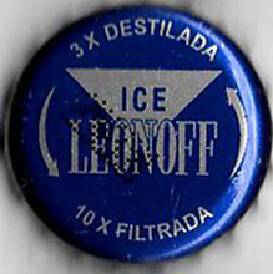 3 X DESTILADA
ICE
LEONOFF
10 X FILTRADA